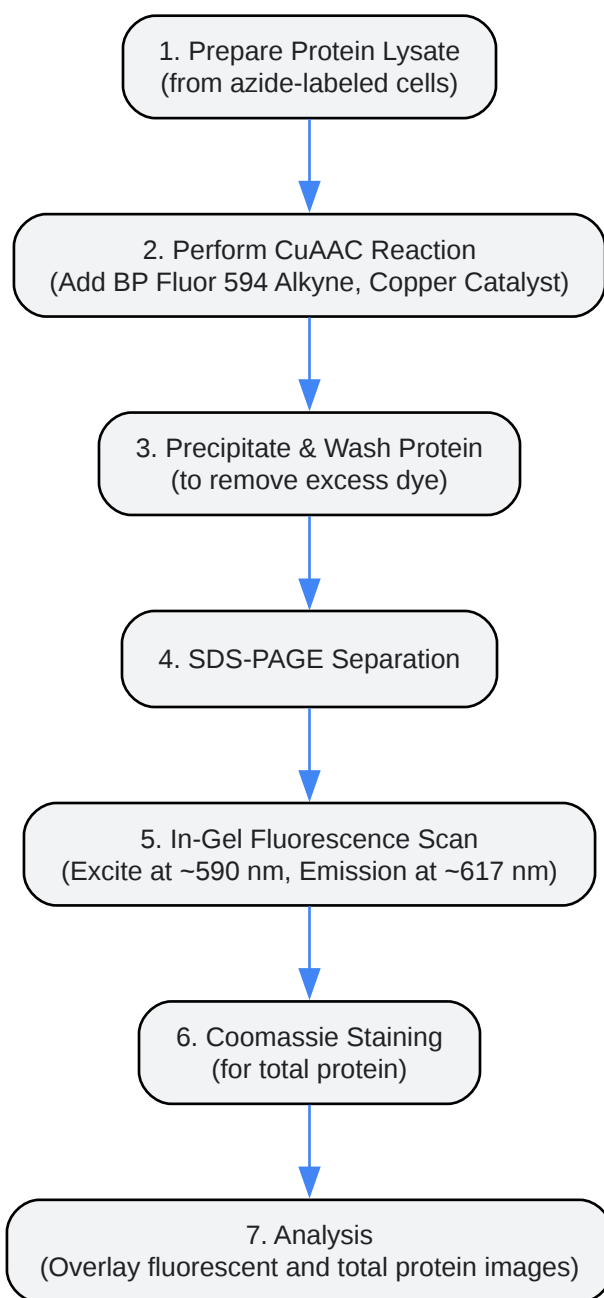 1. Prepare Protein Lysate
(from azide-labeled cells)
2. Perform CuAAC Reaction
(Add BP Fluor 594 Alkyne, Copper Catalyst)
3. Precipitate & Wash Protein
(to remove excess dye)
4. SDS-PAGE Separation
5. In-Gel Fluorescence Scan
(Excite at ~590 nm, Emission at ~617 nm)
6. Coomassie Staining
(for total protein)
7. Analysis
(Overlay fluorescent and total protein images)